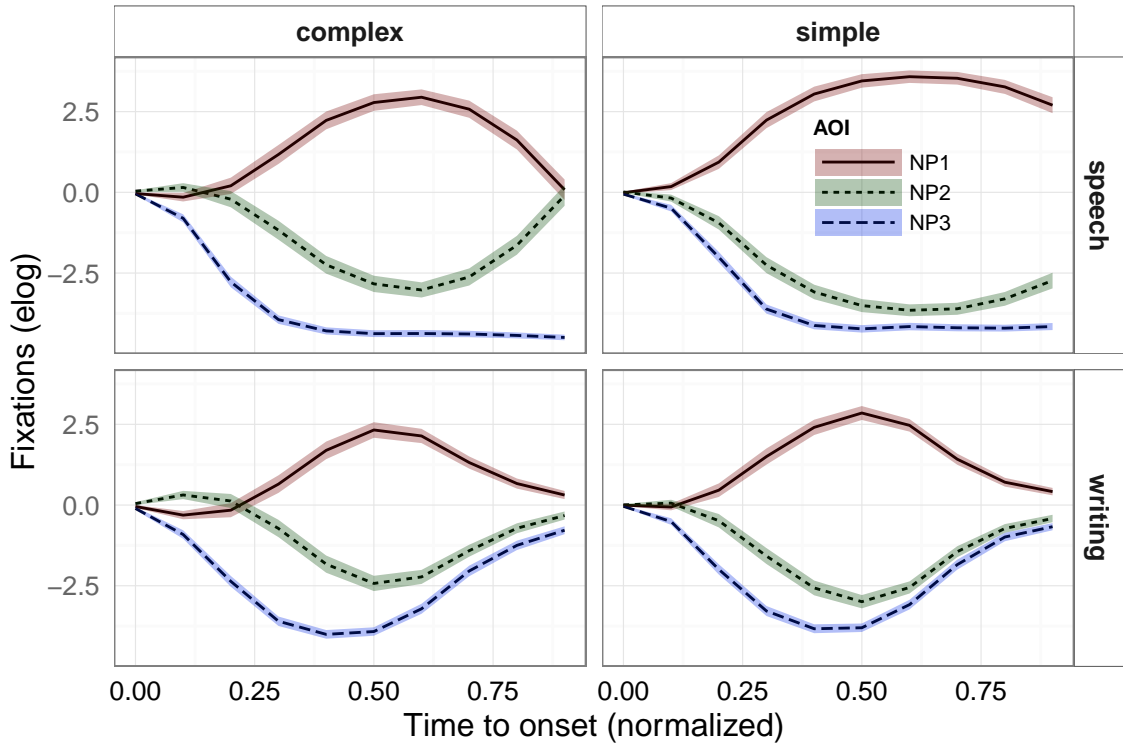 complex simple
AOI
NP1
NP2
NP3
speech
writing
2.5
0.0
−2.5
2.5
0.0
−2.5
Fixations (elog)
0.00 0.25 0.50 0.75 0.00 0.25 0.50 0.75
Time to onset (normalized)